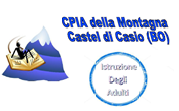 CPIA della Montagna
Castel di Casio (BO)
Istruzione
Degli
Adulti